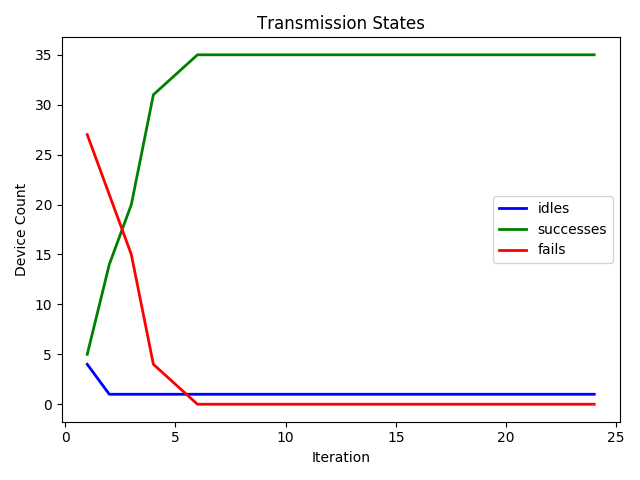 Transmission States
Device Count
35
30
25
20
15
10
5
0
idles
successes
fails
0 5 10 15 20 25
Iteration